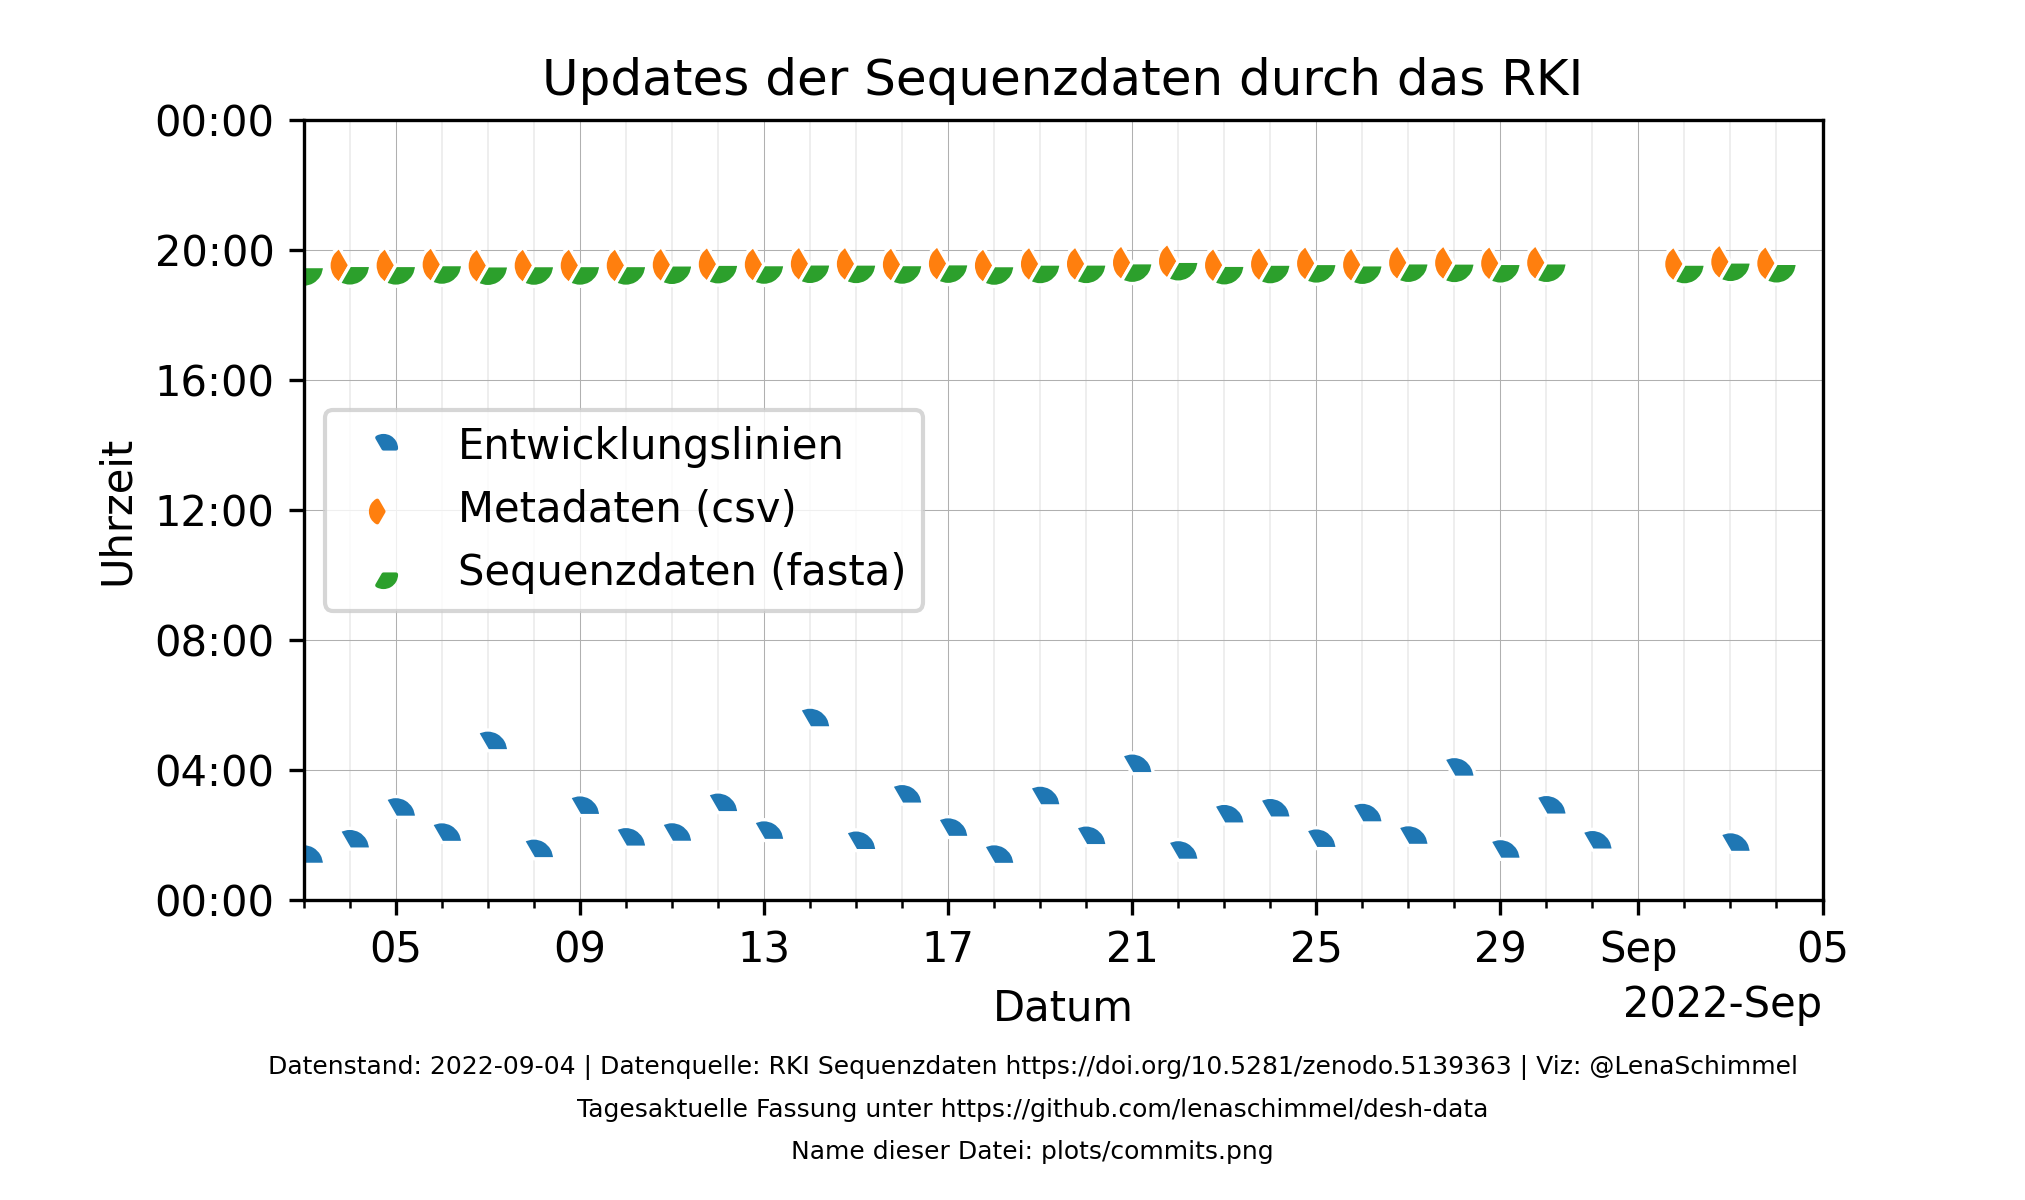 Updates der Sequenzdaten durch das RKI
00:00
20:00
16:00
12:00
08:00
04:00
00:00
Uhrzeit
Entwicklungslinien
Metadaten (csv)
Sequenzdaten (fasta)
05 09 13 17 21 25 29 Sep 05
Datum
2022-Sep
Datenstand: 2022-09-04 | Datenquelle: RKI Sequenzdaten https://doi.org/10.5281/zenodo.5139363 | Viz: @LenaSchimmel
Tagesaktuelle Fassung unter https://github.com/lenaschimmel/desh-data
Name dieser Datei: plots/commits.png